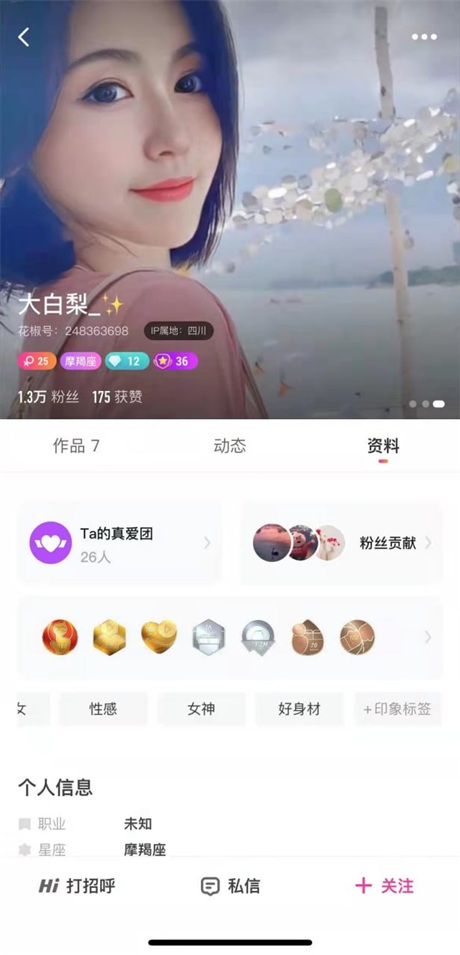 大白梨_✨
花椒号：248363698 IP属地：四川
25 摩羯座 12 36
1.3万 粉丝 175 获赞
作品 7 动态 资料
Ta的真爱团
26人
粉丝贡献
性感 女神 好身材 +印象标签
个人信息
职业 未知
星座 摩羯座
Hi 打招呼 私信 + 关注